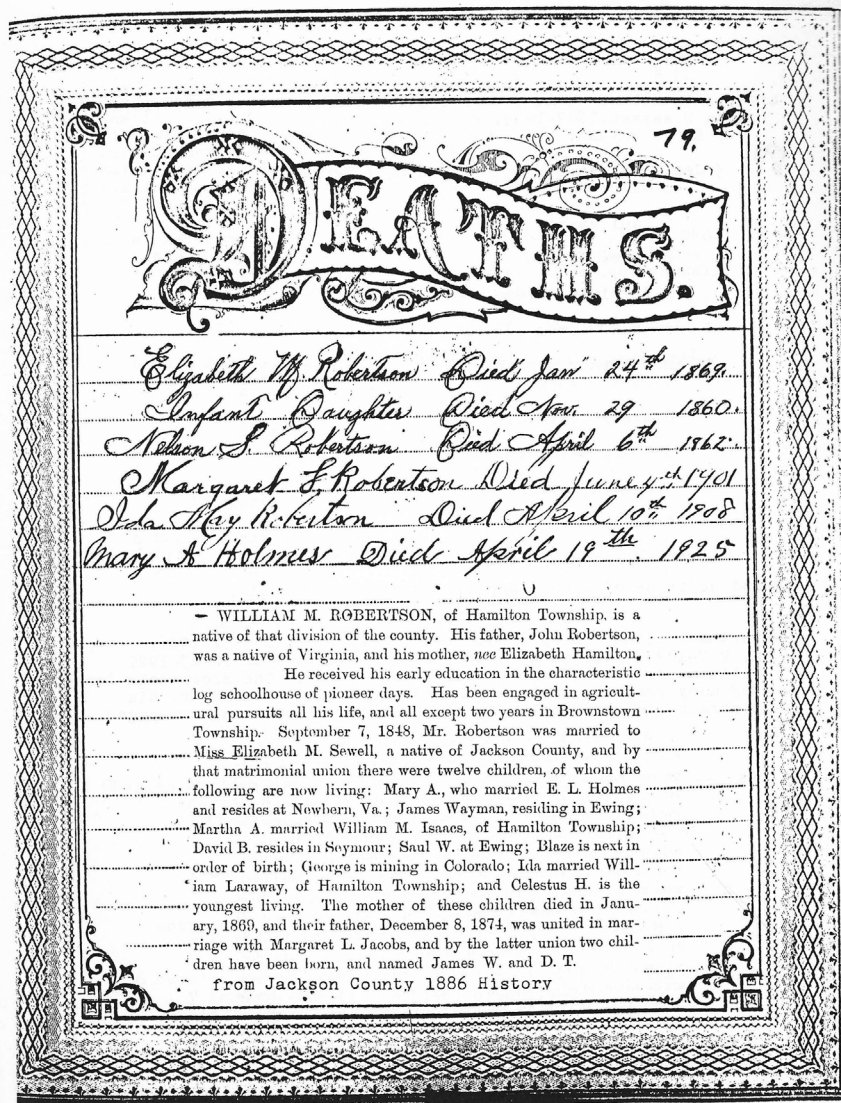 79.
DEATHS.
Elizabeth M Robertson Died Jan 24th 1869.
Infant Daughter Died Nov. 29 1860.
Nelson S. Robertson Died April 6th 1862.
Margaret L. Robertson Died June 4th 1901
Ida May Robertson Died April 10th 1908
Mary A Holmes Died April 19th 1925
– WILLIAM M. ROBERTSON, of Hamilton Township, is a
native of that division of the county. His father, John Robertson,
was a native of Virginia, and his mother, nee Elizabeth Hamilton.
He received his early education in the characteristic
log schoolhouse of pioneer days. Has been engaged in agricult-
ural pursuits all his life, and all except two years in Brownstown
Township. September 7, 1848, Mr. Robertson was married to
Miss Elizabeth M. Sewell, a native of Jackson County, and by
that matrimonial union there were twelve children, of whom the
following are now living: Mary A., who married E. L. Holmes
and resides at Newbern, Va.; James Wayman, residing in Ewing;
Martha A. married William M. Isaacs, of Hamilton Township;
David B. resides in Seymour; Saul W. at Ewing; Blaze is next in
order of birth; George is mining in Colorado; Ida married Will-
iam Laraway, of Hamilton Township; and Celestus H. is the
youngest living. The mother of these children died in Janu-
ary, 1869, and their father, December 8, 1874, was united in mar-
riage with Margaret L. Jacobs, and by the latter union two chil-
dren have been born, and named James W. and D. T.
from Jackson County 1886 History